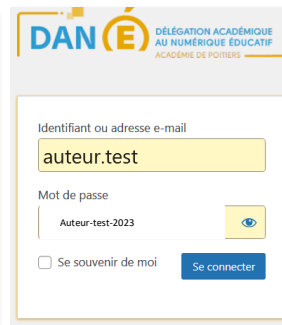 DAN(É)
DÉLÉGATION ACADÉMIQUE
AU NUMÉRIQUE ÉDUCATIF
ACADÉMIE DE POITIERS
Identifiant ou adresse e-mail
auteur.test
Mot de passe
Auteur-test-2023
Se souvenir de moi
Se connecter